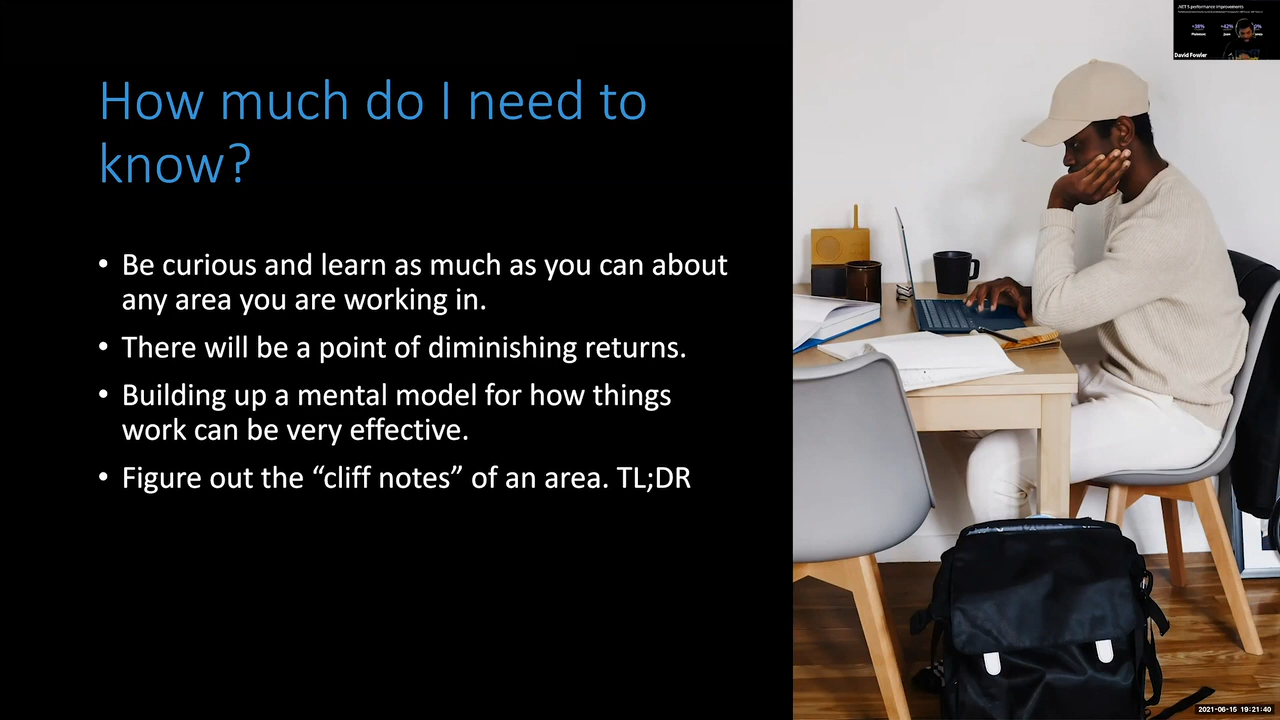 How much do I need to
know?
• Be curious and learn as much as you can about
any area you are working in.
• There will be a point of diminishing returns.
• Building up a mental model for how things
work can be very effective.
• Figure out the “cliff notes” of an area. TL;DR
.NET 5 performance improvements
+38%
+42%
David Fowler
2021-06-15 19:21:40